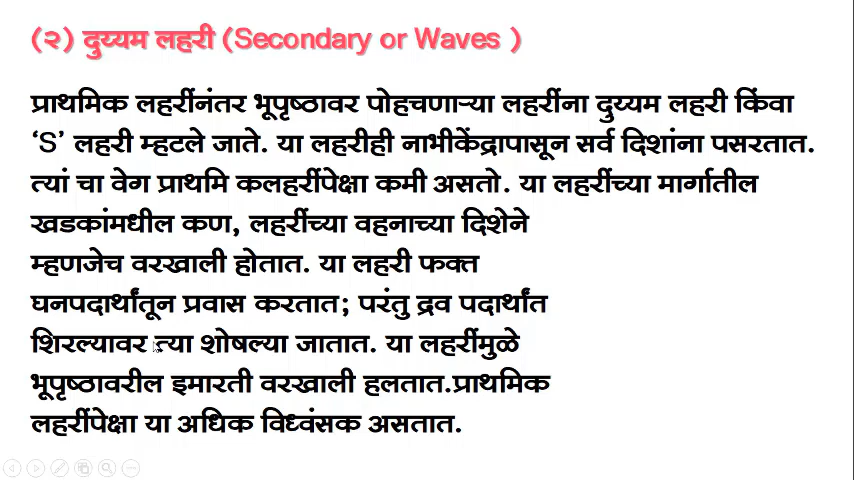 (२) दुय्यम लहरी (Secondary or Waves )
प्राथमिक लहरींनंतर भूपृष्ठावर पोहचणाऱ्या लहरींना दुय्यम लहरी किंवा
‘S’ लहरी म्हटले जाते. या लहरीही नाभीकेंद्रापासून सर्व दिशांना पसरतात.
त्यां चा वेग प्राथमि कलहरींपेक्षा कमी असतो. या लहरींच्या मार्गातील
खडकांमधील कण, लहरींच्या वहनाच्या दिशेने
म्हणजेच वरखाली होतात. या लहरी फक्त
घनपदार्थांतून प्रवास करतात; परंतु द्रव पदार्थांत
शिरल्यावर त्या शोषल्या जातात. या लहरींमुळे
भूपृष्ठावरील इमारती वरखाली हलतात.प्राथमिक
लहरींपेक्षा या अधिक विध्वंसक असतात.